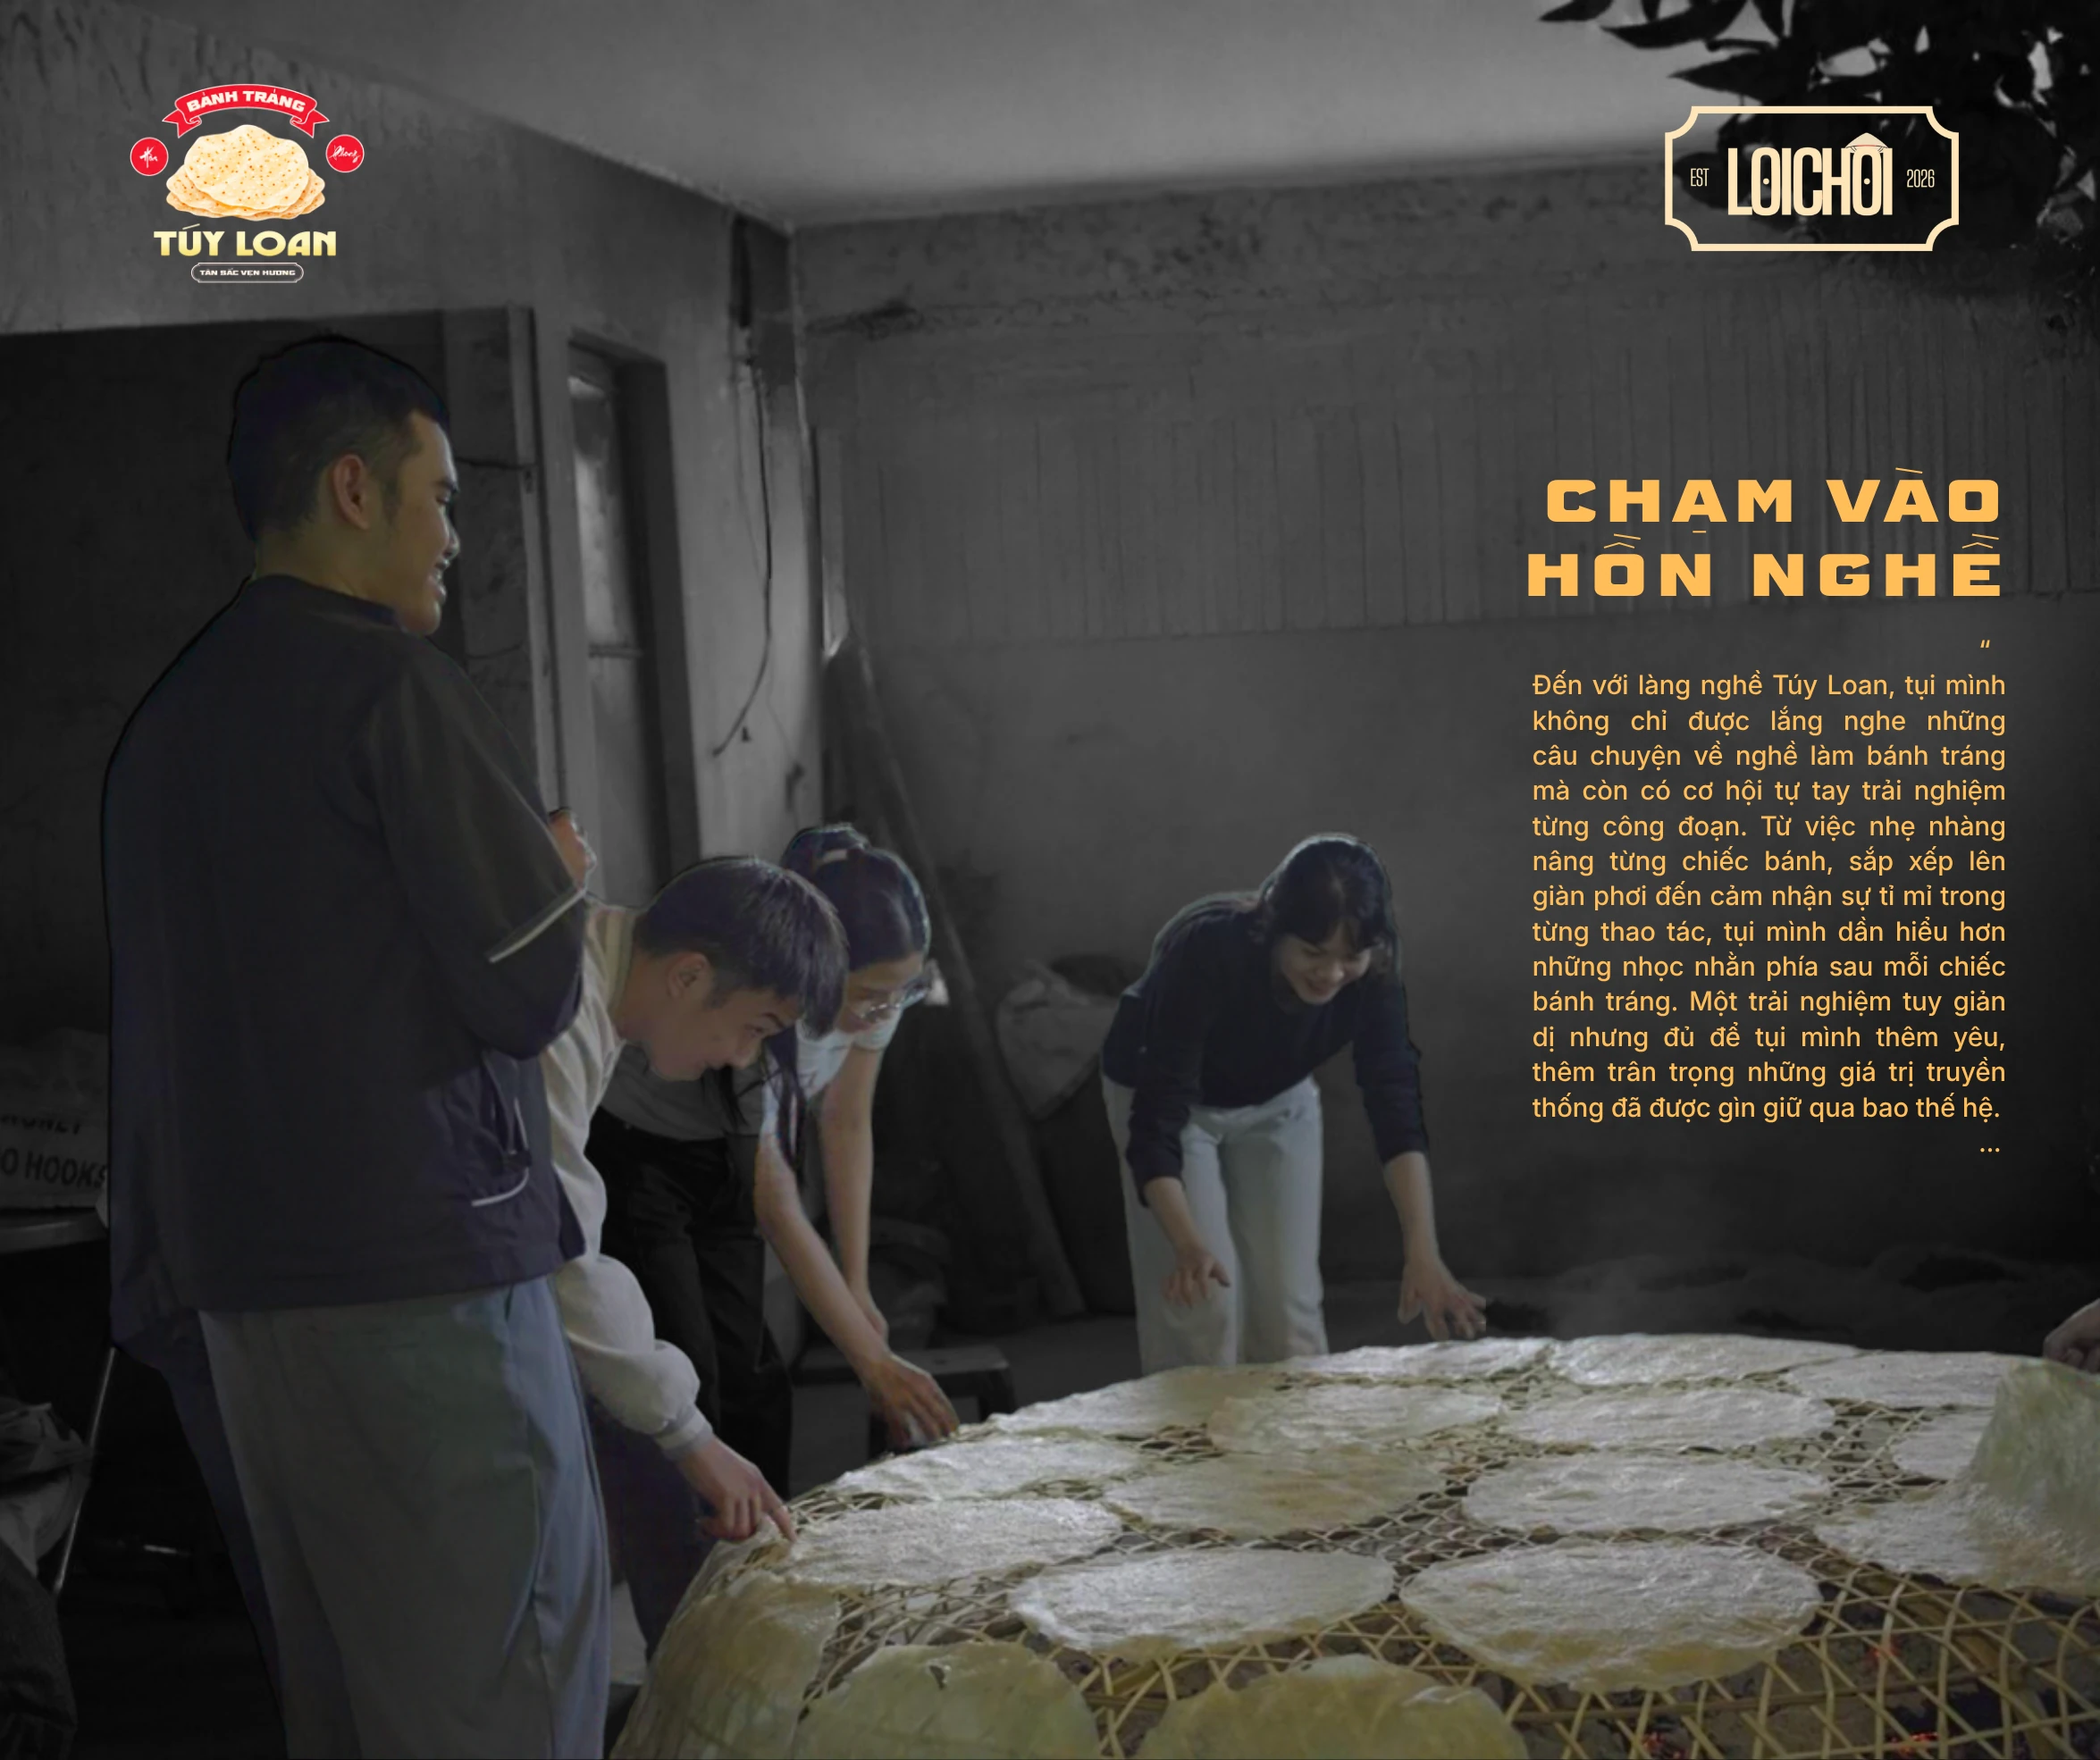 BÁNH TRÁNG
TÚY LOAN
TÂN SẮC VẸN HƯƠNG
EST LOICHOI 2026
CHẠM VÀO
HỒN NGHỀ
“
Đến với làng nghề Túy Loan, tụi mình
không chỉ được lắng nghe những
câu chuyện về nghề làm bánh tráng
mà còn có cơ hội tự tay trải nghiệm
từng công đoạn. Từ việc nhẹ nhàng
nâng từng chiếc bánh, sắp xếp lên
giàn phơi đến cảm nhận sự tỉ mỉ trong
từng thao tác, tụi mình dần hiểu hơn
những nhọc nhằn phía sau mỗi chiếc
bánh tráng. Một trải nghiệm tuy giản
dị nhưng đủ để tụi mình thêm yêu,
thêm trân trọng những giá trị truyền
thống đã được gìn giữ qua bao thế hệ.
...
HOOKS